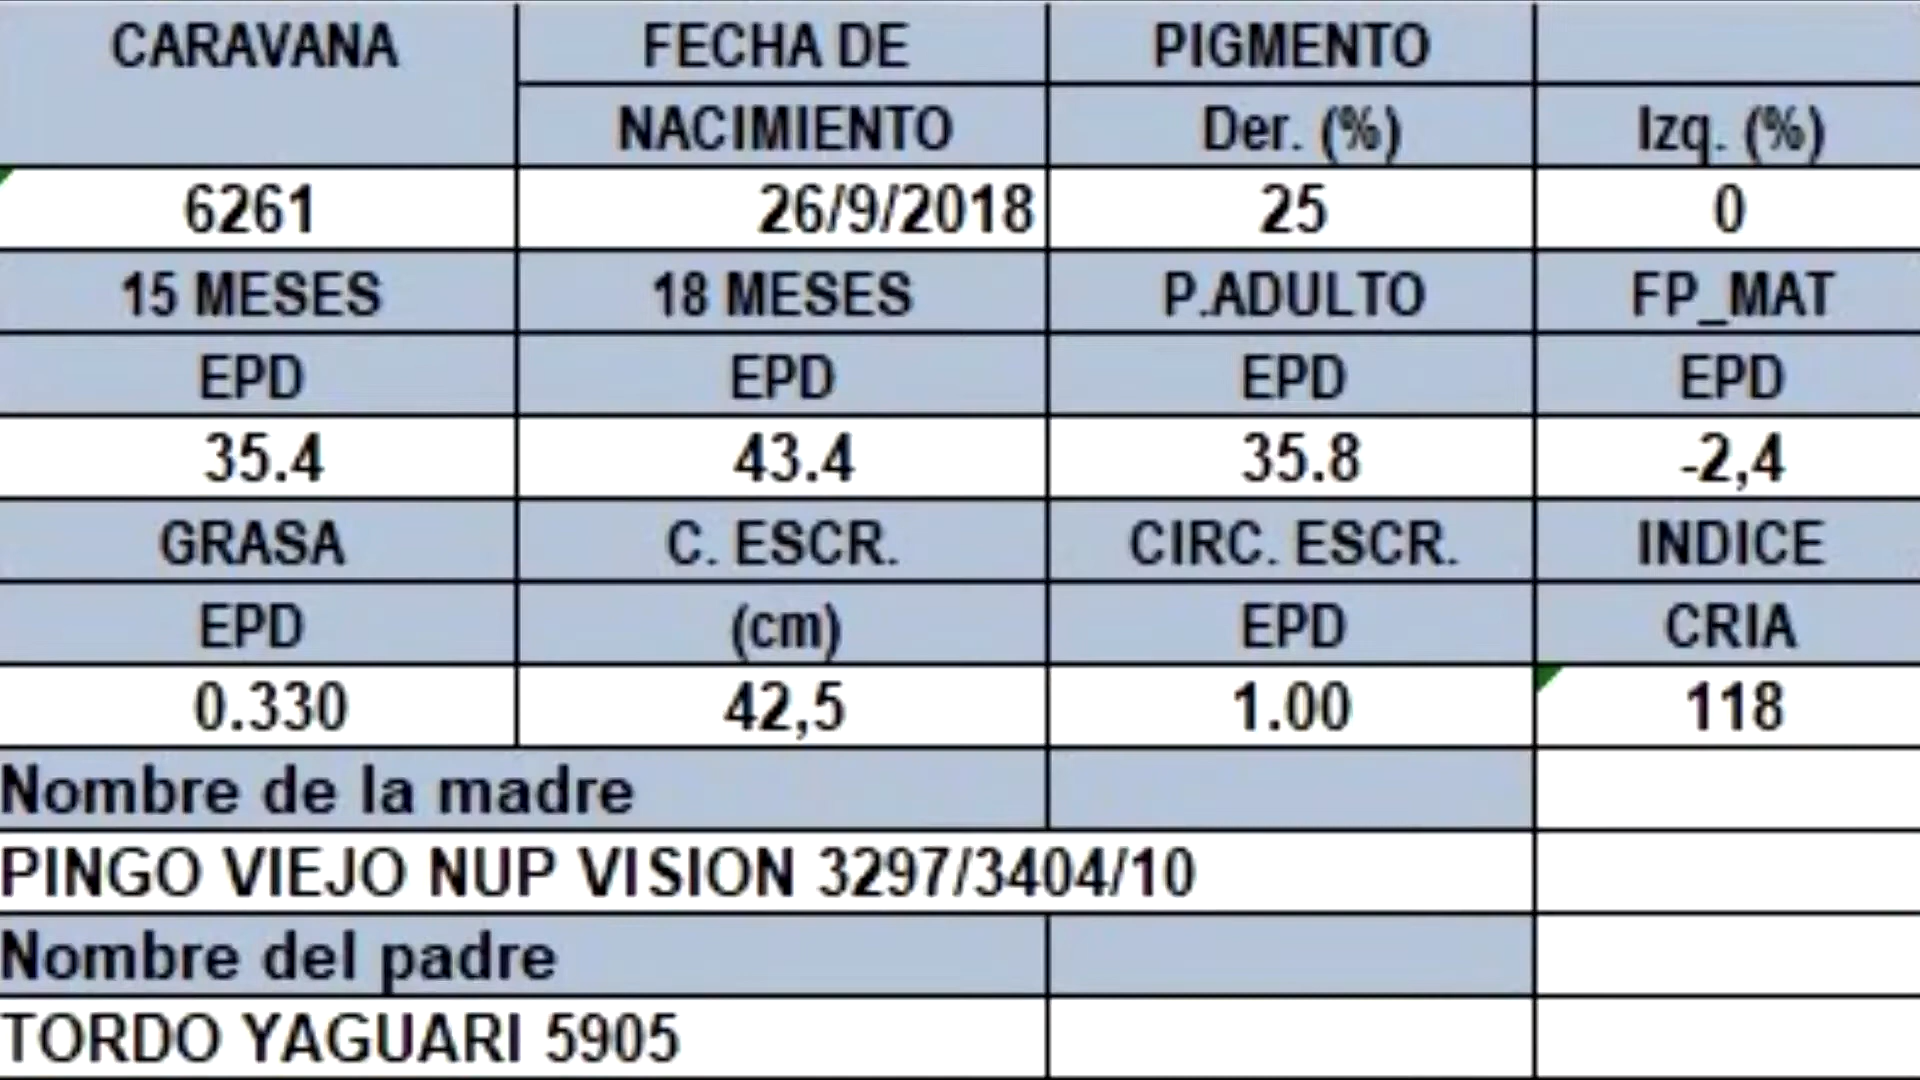 CARAVANA FECHA DE PIGMENTO
NACIMIENTO Der. (%) Izq. (%)
6261 26/9/2018 25 0
15 MESES 18 MESES P.ADULTO FP_MAT
EPD EPD EPD EPD
35.4 43.4 35.8 -2,4
GRASA C. ESCR. CIRC. ESCR. INDICE
EPD (cm) EPD CRIA
0.330 42,5 1.00 118
Nombre de la madre
PINGO VIEJO NUP VISION 3297/3404/10
Nombre del padre
TORDO YAGUARI 5905